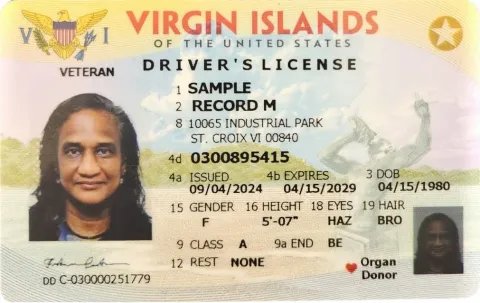 VIRGIN ISLANDS
V I
OF THE UNITED STATES
VETERAN
DRIVER'S LICENSE
1 SAMPLE
2 RECORD M
8 10065 INDUSTRIAL PARK
ST. CROIX VI 00840
4d 0300895415
4a ISSUED 4b EXPIRES 3 DOB
09/04/2024 04/15/2029 04/15/1980
15 GENDER 16 HEIGHT 18 EYES 19 HAIR
F 5'-07" HAZ BRO
9 CLASS A 9a END BE
12 REST NONE
Organ
Donor
DD C-030000251779